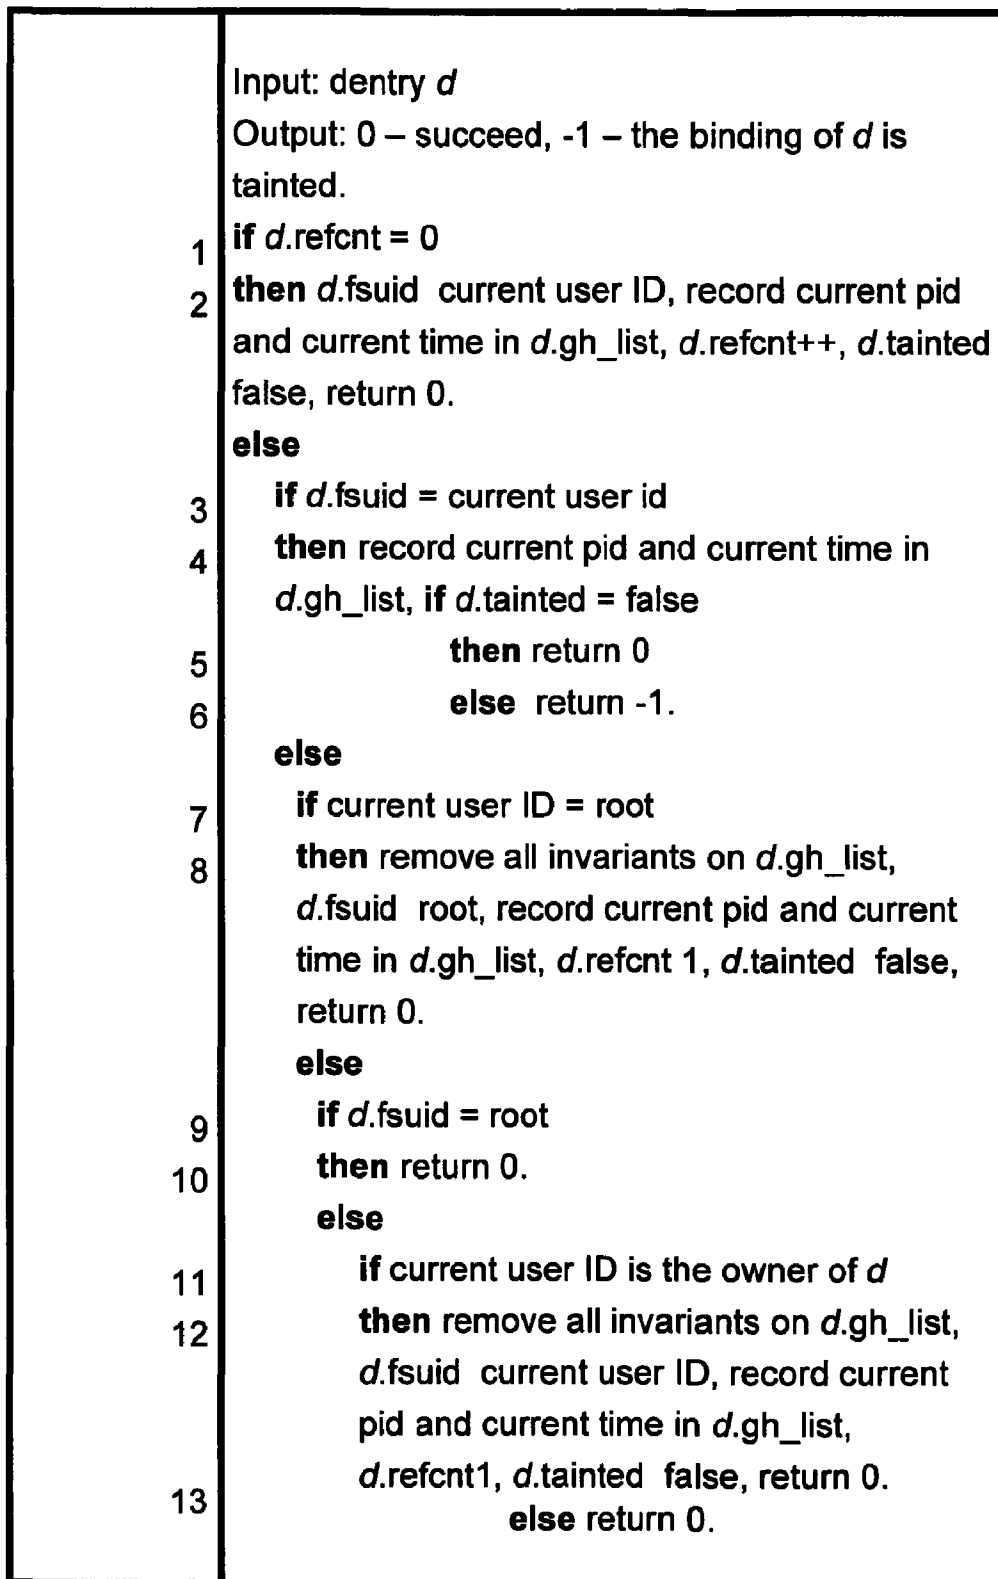 Input: dentry d
Output: 0 – succeed, -1 – the binding of d is
tainted.
1 if d.refcnt = 0
2 then d.fsuid current user ID, record current pid
and current time in d.gh_list, d.refcnt++, d.tainted
false, return 0.
else
3 if d.fsuid = current user id
4 then record current pid and current time in
d.gh_list, if d.tainted = false
5 then return 0
6 else return -1.
else
7 if current user ID = root
8 then remove all invariants on d.gh_list,
d.fsuid root, record current pid and current
time in d.gh_list, d.refcnt 1, d.tainted false,
return 0.
else
9 if d.fsuid = root
10 then return 0.
else
11 if current user ID is the owner of d
12 then remove all invariants on d.gh_list,
d.fsuid current user ID, record current
pid and current time in d.gh_list,
d.refcnt1, d.tainted false, return 0.
13 else return 0.